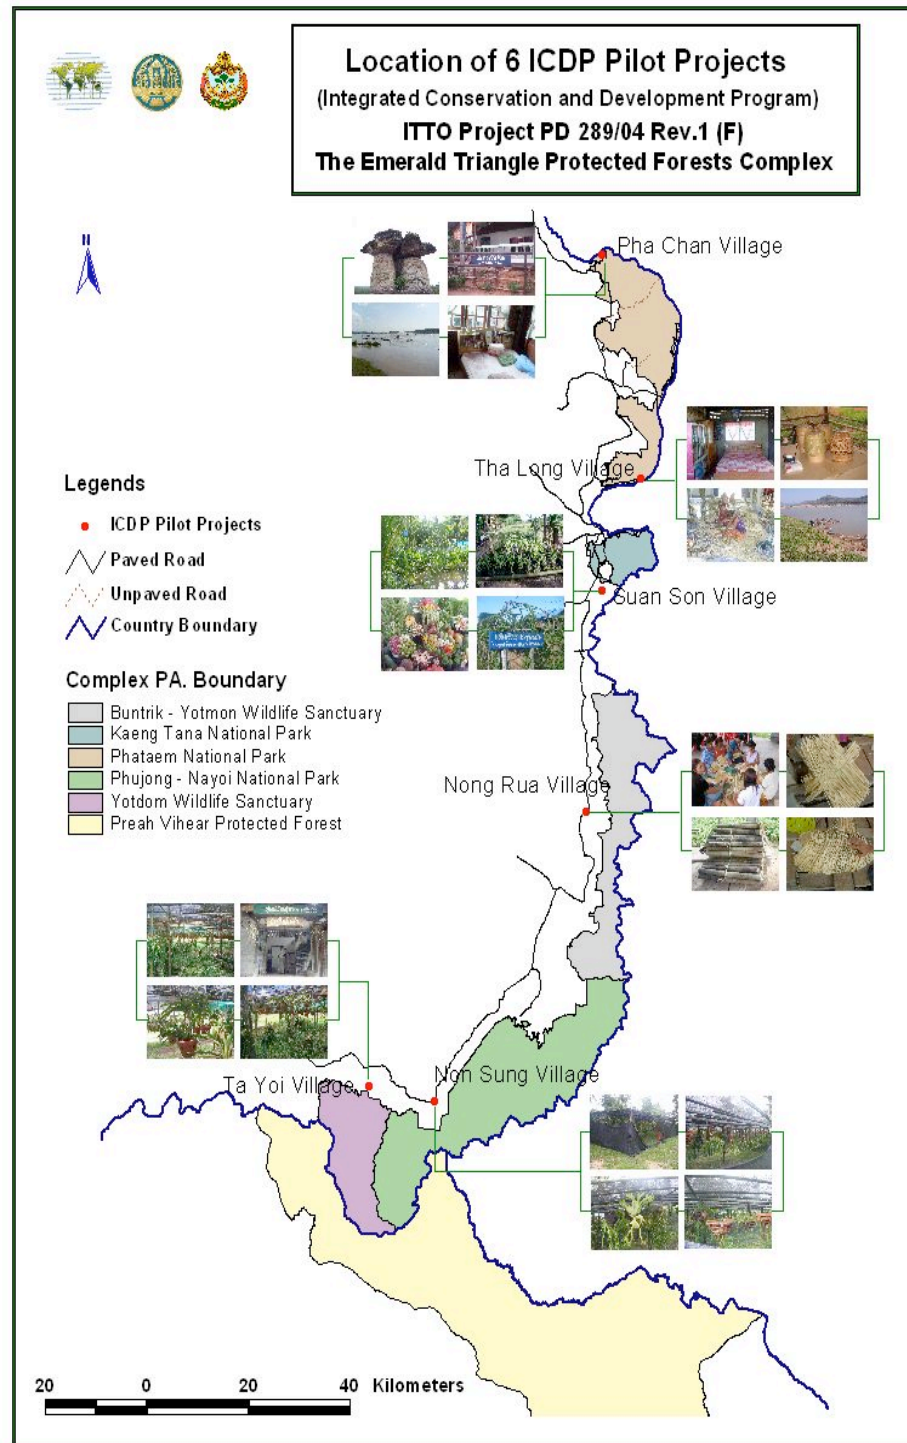 Location of 6 ICDP Pilot Projects
(Integrated Conservation and Development Program)
ITTO Project PD 289/04 Rev.1 (F)
The Emerald Triangle Protected Forests Complex
N
Pha Chan Village
Tha Long Village
Suan Son Village
Nong Rua Village
Non Sung Village
Ta Yoi Village
Legends
ICDP Pilot Projects
Paved Road
Unpaved Road
Country Boundary
Complex PA. Boundary
Buntrik - Yotmon Wildlife Sanctuary
Kaeng Tana National Park
Phataem National Park
Phujong - Nayoi National Park
Yotdom Wildlife Sanctuary
Preah Vihear Protected Forest
20 0 20 40 Kilometers